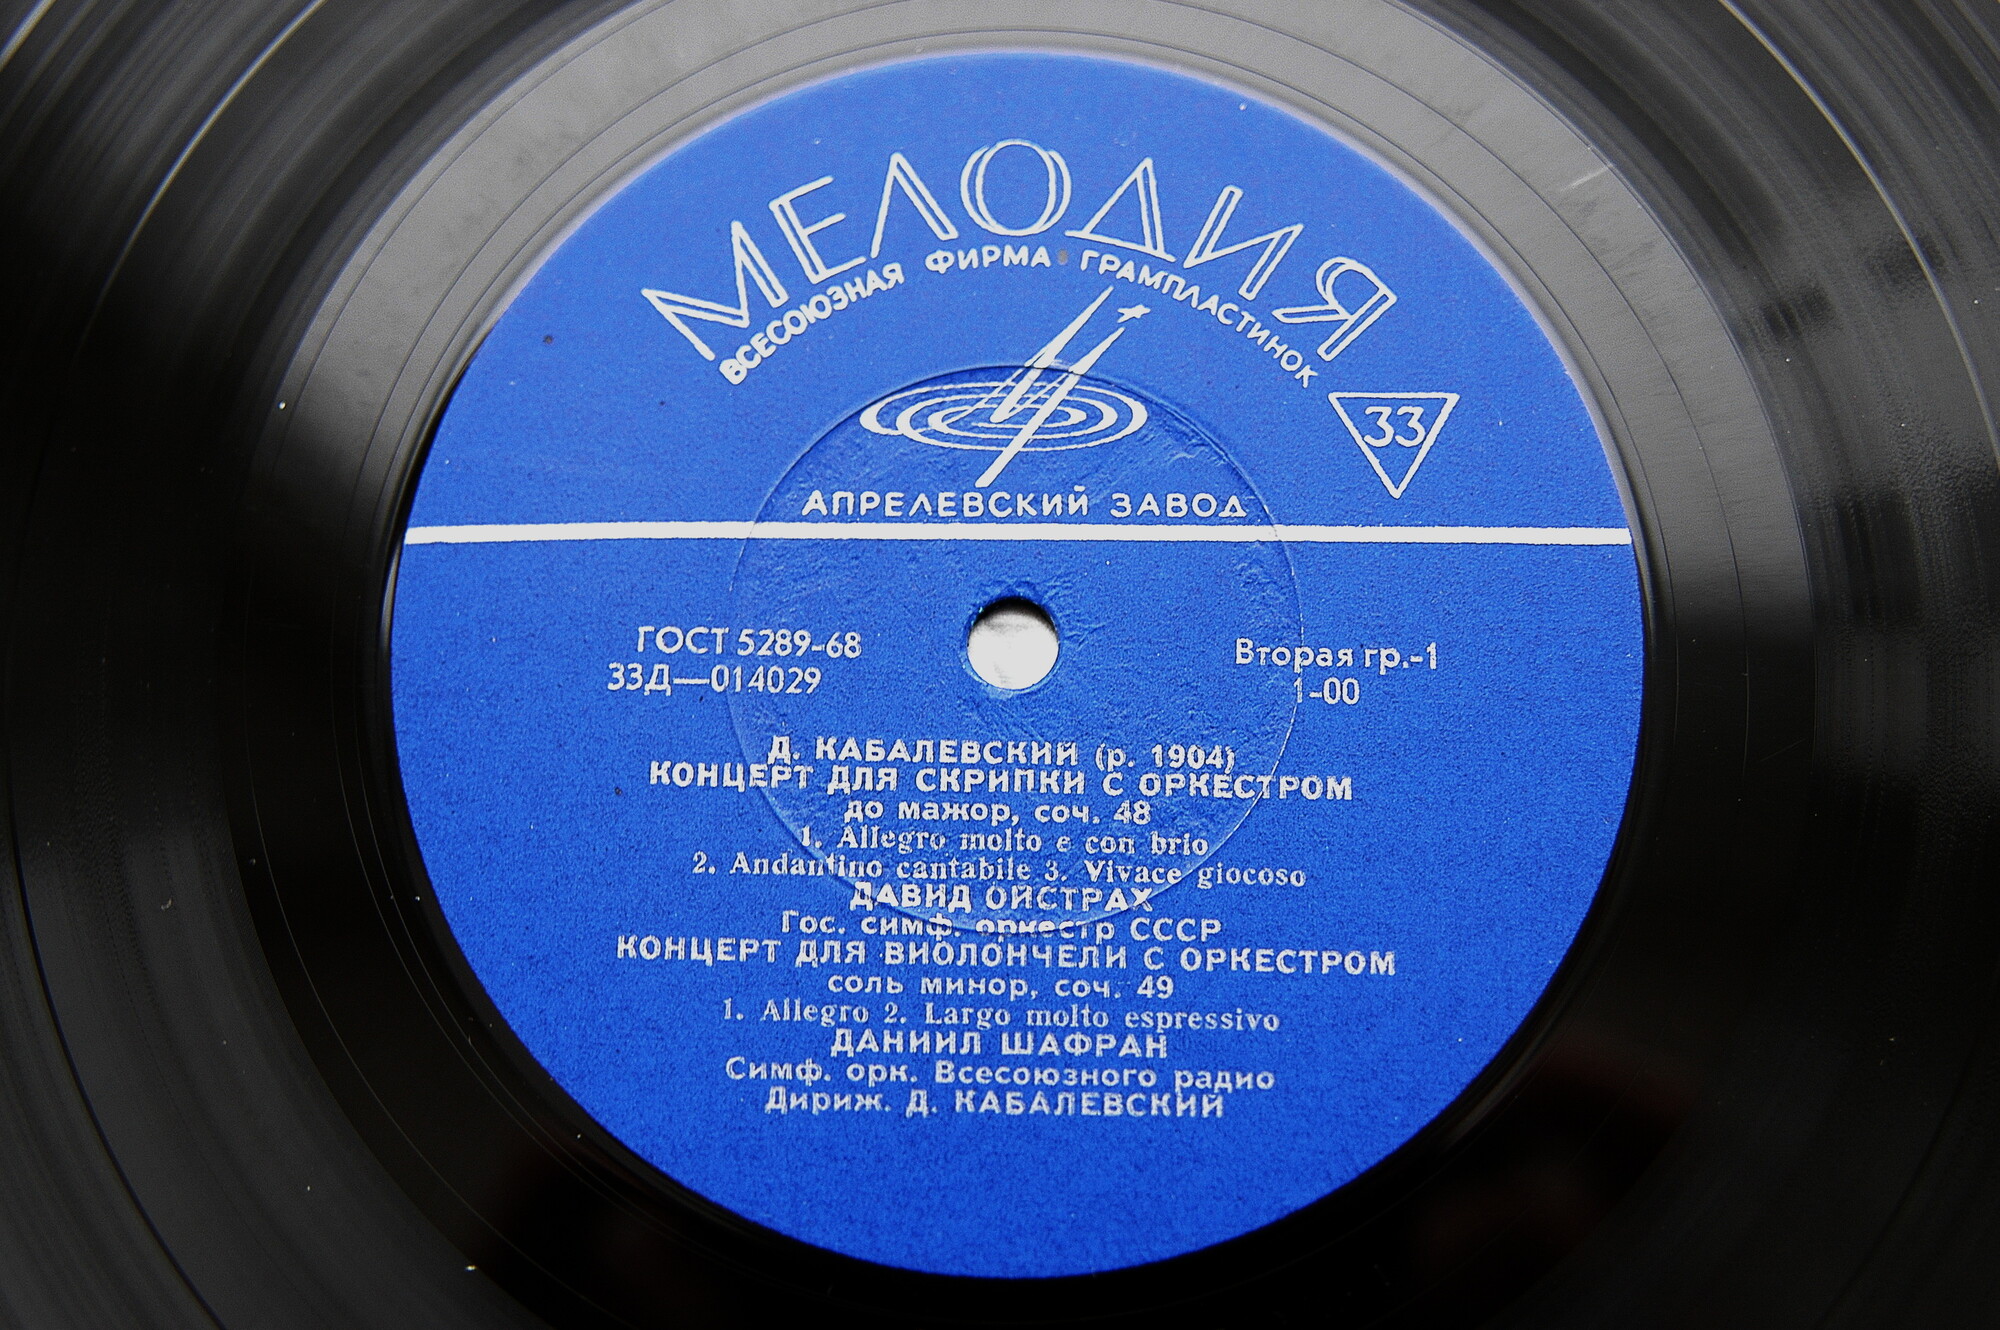 МЕЛОДИЯ
ВСЕСОЮЗНАЯ ФИРМА ГРАМПЛАСТИНОК
33
АПРЕЛЕВСКИЙ ЗАВОД
ГОСТ 5289-68
Вторая гр.-1
33Д—014029
1-00
Д. КАБАЛЕВСКИЙ (р. 1904)
КОНЦЕРТ ДЛЯ СКРИПКИ С ОРКЕСТРОМ
до мажор, соч. 48
1. Allegro molto e con brio
2. Andantino cantabile 3. Vivace giocoso
ДАВИД ОЙСТРАХ
Гос. симф. оркестр СССР
КОНЦЕРТ ДЛЯ ВИОЛОНЧЕЛИ С ОРКЕСТРОМ
соль минор, соч. 49
1. Allegro 2. Largo molto espressivo
ДАНИИЛ ШАФРАН
Симф. орк. Всесоюзного радио
Дириж. Д. КАБАЛЕВСКИЙ